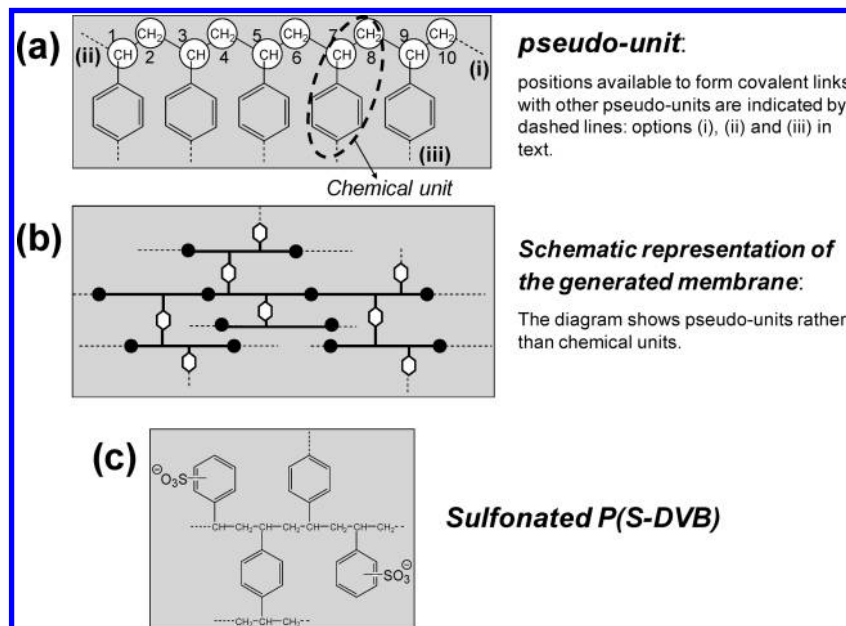 (a)
1 CH₂ 3 CH₂ 5 CH₂ 7 CH₂ 9 CH₂
(ii) CH 2 CH 4 CH 6 CH 8 CH 10 (i)
(iii)
Chemical unit
pseudo-unit:
positions available to form covalent links
with other pseudo-units are indicated by
dashed lines: options (i), (ii) and (iii) in
text.
(b)
Schematic representation of
the generated membrane:
The diagram shows pseudo-units rather
than chemical units.
(c)
⊖O₃S
CH—CH₂—CH—CH₂—CH—CH₂—CH—CH₂
SO₃⊖
CH₂—CH—CH₂
Sulfonated P(S-DVB)